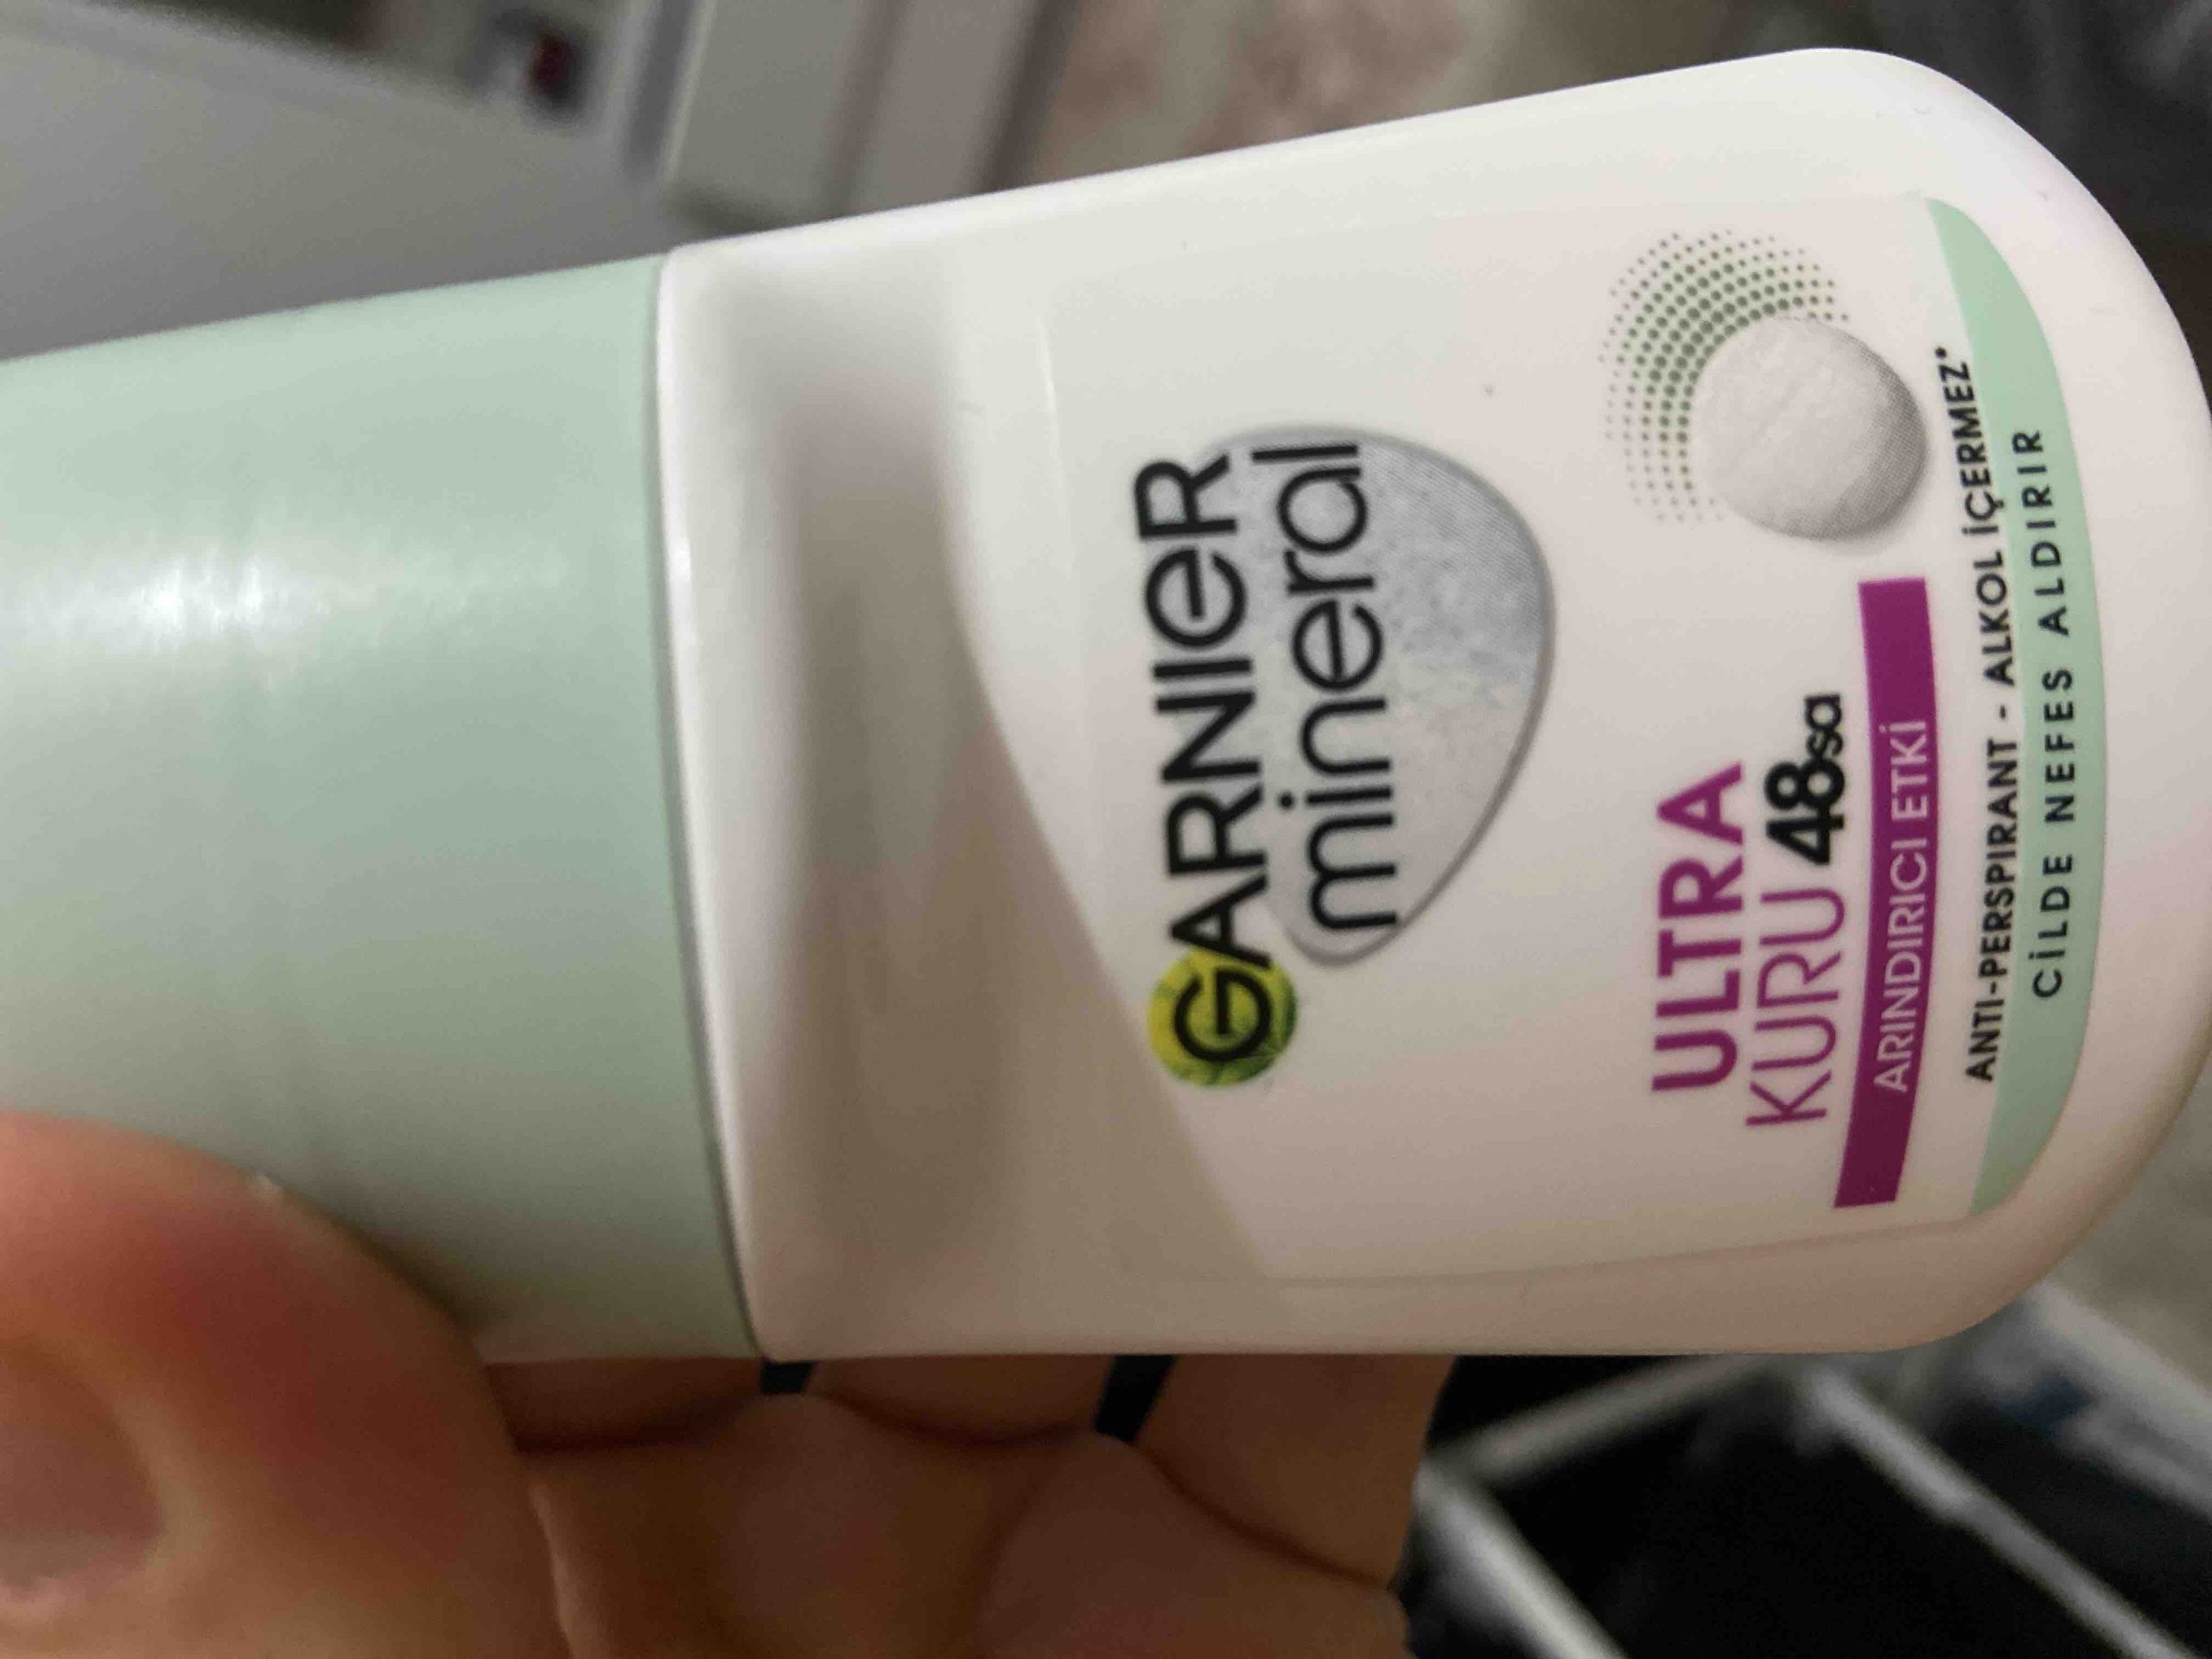 GARNIER
mineral
ULTRA
KURU 48sa
ARINDIRICI ETKİ
ANTI-PERSPIRANT - ALKOL İÇERMEZ*
CİLDE NEFES ALDIRIR